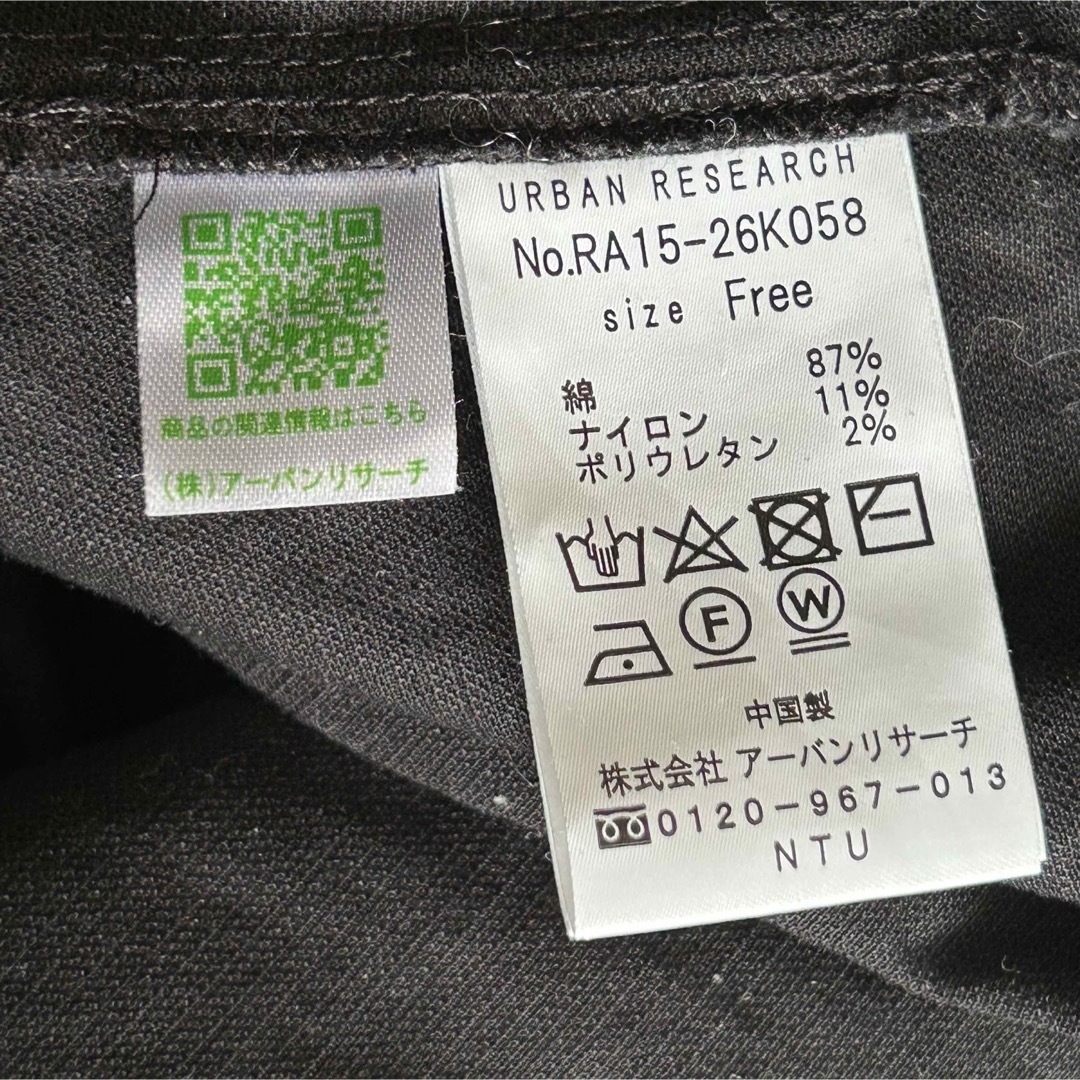 商品の関連情報はこちら
(株)アーバンリサーチ
URBAN RESEARCH
No.RA15-26K058
size Free
綿 87%
ナイロン 11%
ポリウレタン 2%
F W
中国製
株式会社 アーバンリサーチ
0120-967-013
NTU